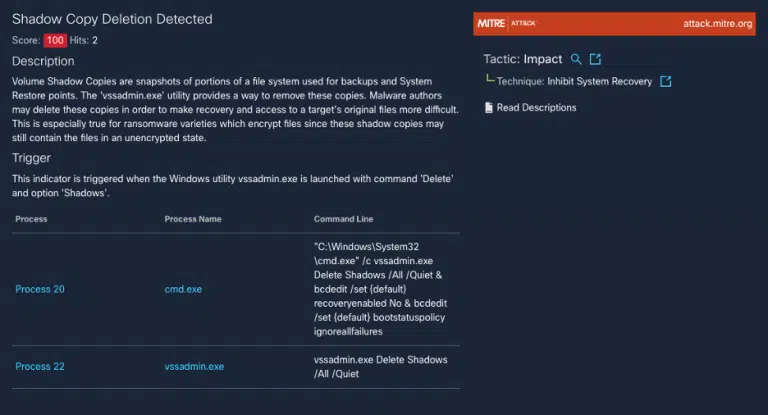 Shadow Copy Deletion Detected
Score: 100 Hits: 2
Description
Volume Shadow Copies are snapshots of portions of a file system used for backups and System
Restore points. The 'vssadmin.exe' utility provides a way to remove these copies. Malware authors
may delete these copies in order to make recovery and access to a target's original files more difficult.
This is especially true for ransomware varieties which encrypt files since these shadow copies may
still contain the files in an unencrypted state.
Trigger
This indicator is triggered when the Windows utility vssadmin.exe is launched with command 'Delete'
and option 'Shadows'.
Process Process Name Command Line
Process 20 cmd.exe
"C:\Windows\System32
\cmd.exe" /c vssadmin.exe
Delete Shadows /All /Quiet &
bcdedit /set {default}
recoveryenabled No & bcdedit
/set {default} bootstatuspolicy
ignoreallfailures
Process 22 vssadmin.exe
vssadmin.exe Delete Shadows
/All /Quiet
MITRE ATT&CK attack.mitre.org
Tactic: Impact
Technique: Inhibit System Recovery
Read Descriptions